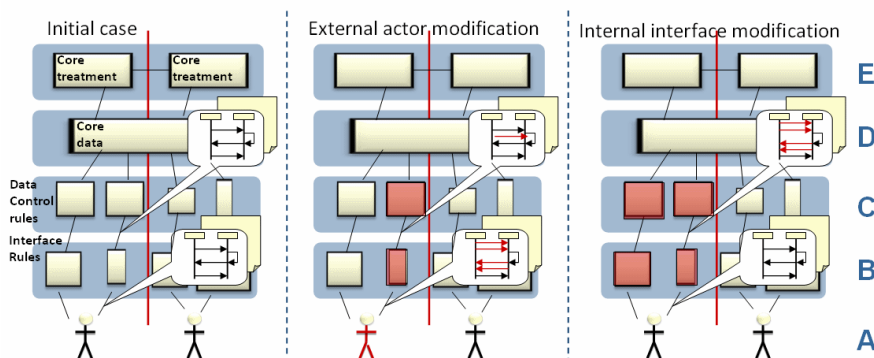 Initial case
External actor modification
Internal interface modification
Core
treatment
Core
treatment
E
Core
data
D
Data
Control
rules
C
Interface
Rules
B
A